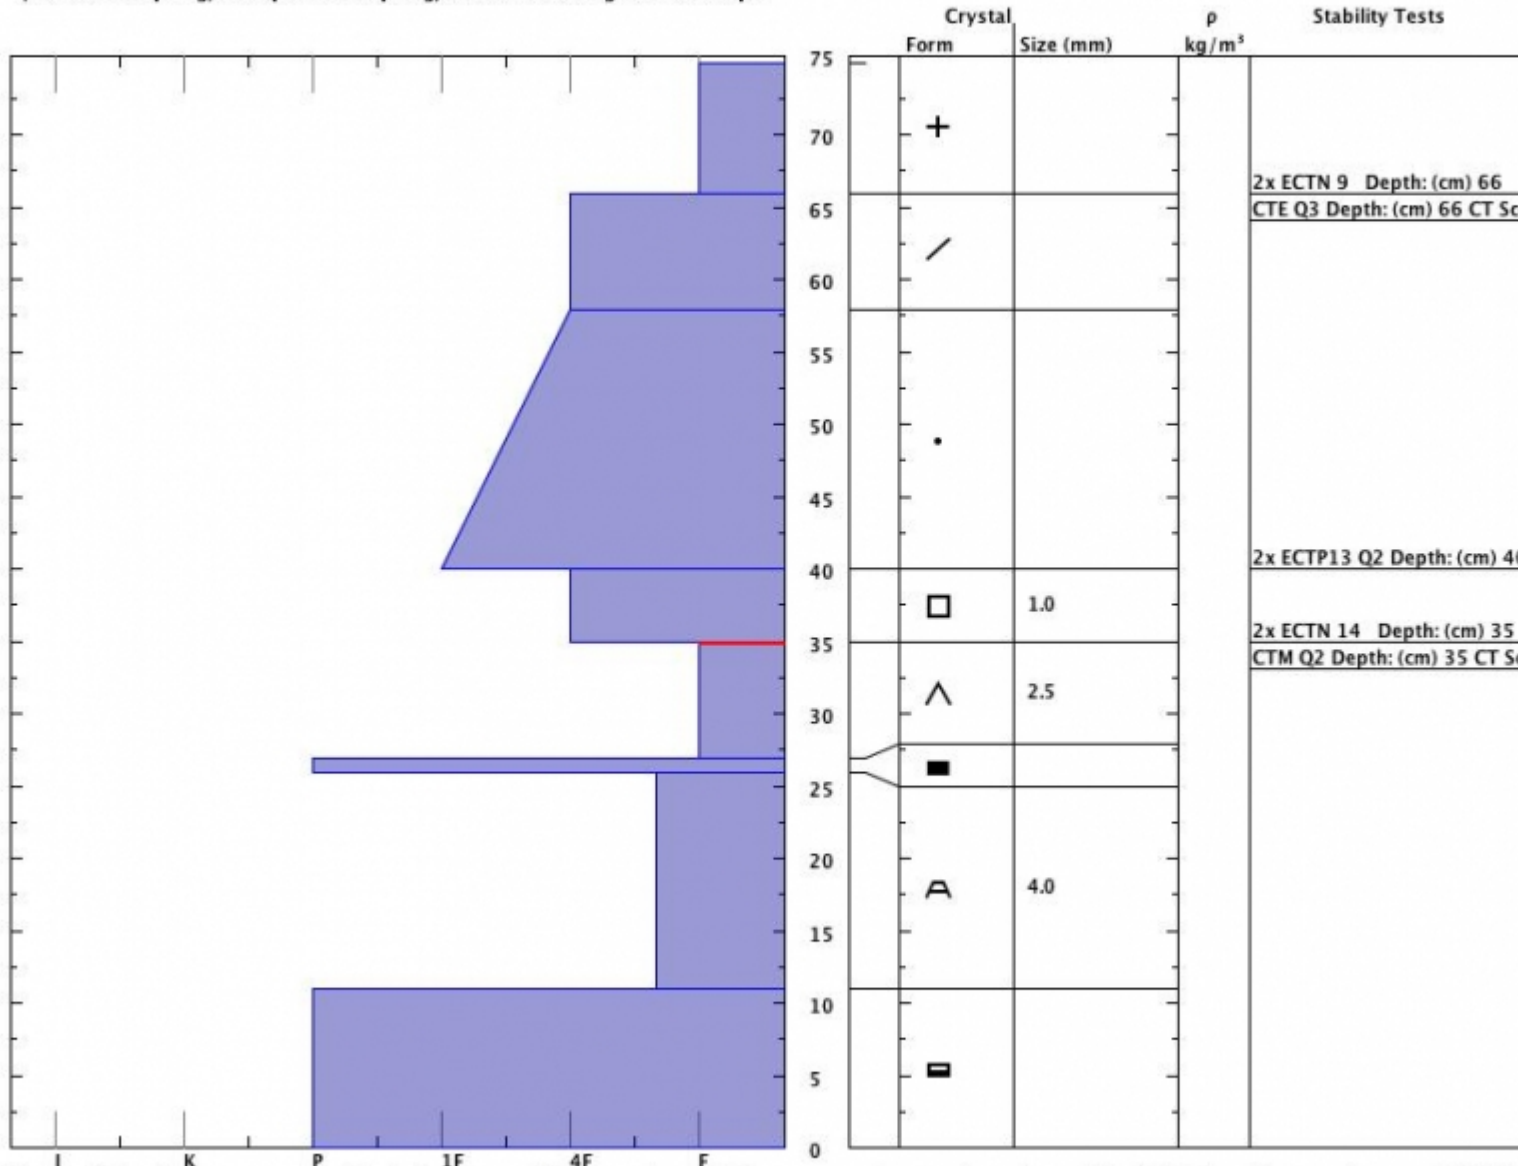 Crystal ρ Stability Tests
Form Size (mm) kg/m³
75
70
2x ECTN 9 Depth: (cm) 66
65
CTE Q3 Depth: (cm) 66 CT
60
55
50
45
2x ECTP13 Q2 Depth: (cm)
40
1.0
2x ECTN 14 Depth: (cm) 35
35
CTM Q2 Depth: (cm) 35 CT
2.5
30
25
20
4.0
15
10
5
0
I K P 1F 4F F